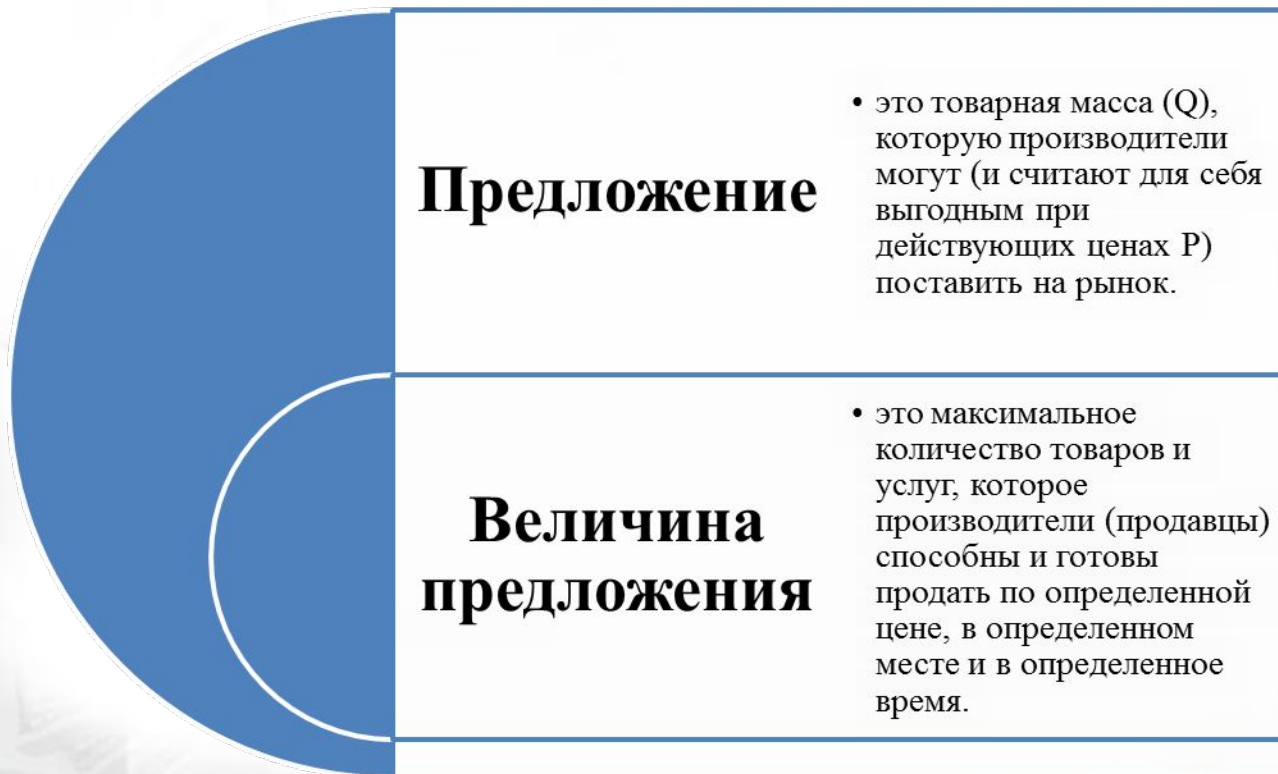 Предложение
• это товарная масса (Q),
которую производители
могут (и считают для себя
выгодным при
действующих ценах P)
поставить на рынок.
Величина
предложения
• это максимальное
количество товаров и
услуг, которое
производители (продавцы)
способны и готовы
продать по определенной
цене, в определенном
месте и в определенное
время.